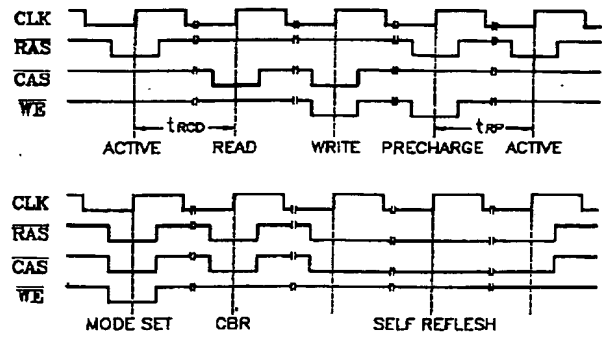 CLK
RAS
CAS
WE
tRCD
tRP
ACTIVE READ WRITE PRECHARGE ACTIVE
CLK
RAS
CAS
WE
MODE SET CBR SELF REFLESH